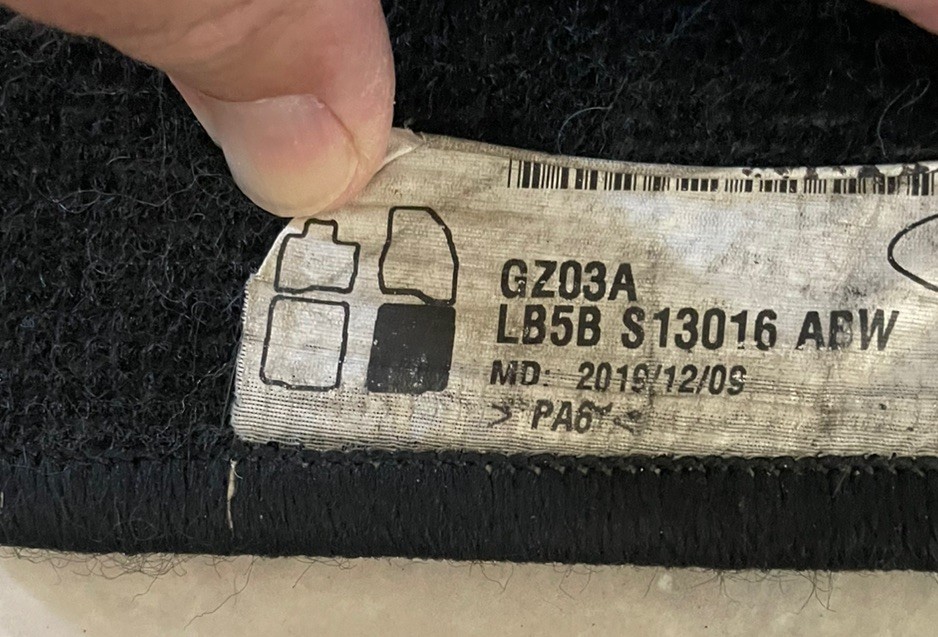 GZ03A
LB5B S13016 ABW
MD: 2019/12/09
> PA6 <